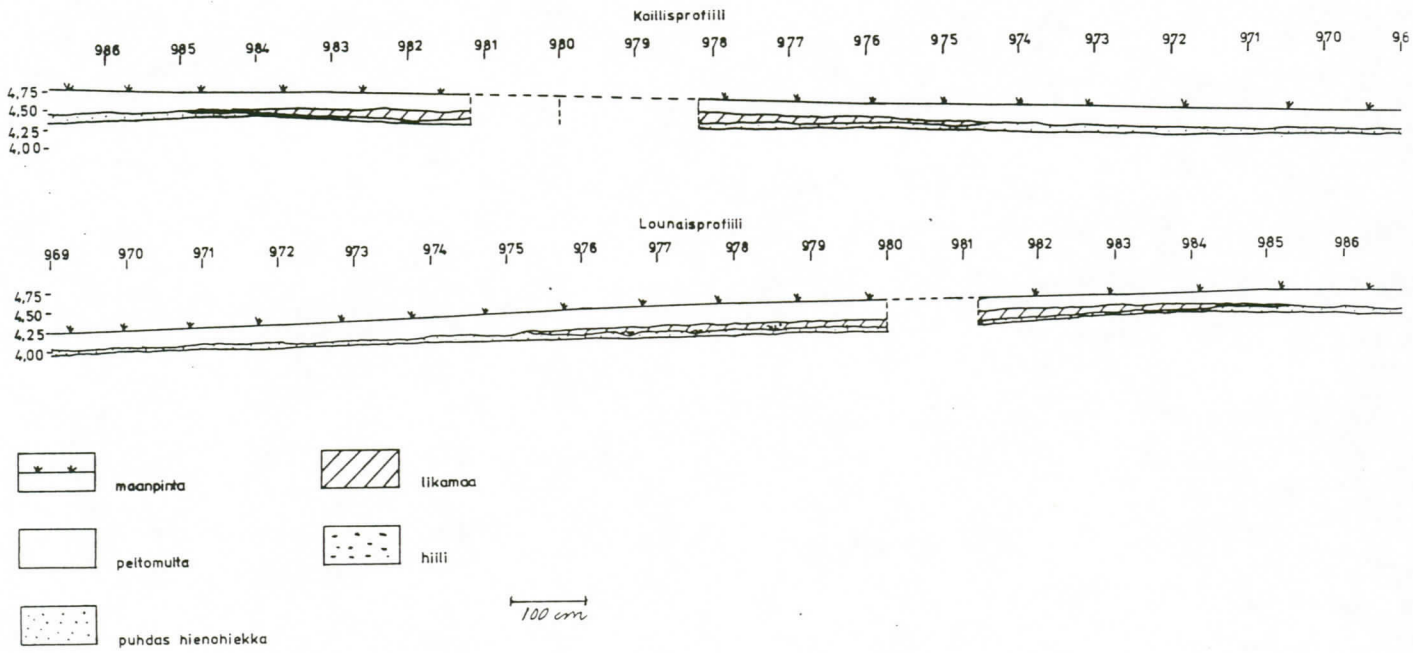 Koillisprofiili
986 985 984 983 982 981 980 979 978 977 976 975 974 973 972 971 970 96
4,75
4,50
4,25
4,00
Lounaisprofiili
969 970 971 972 973 974 975 976 977 978 979 980 981 982 983 984 985 986
4,75
4,50
4,25
4,00
maanpinta likamaa
peltomulta hiili
puhdas hienohiekka
100 cm